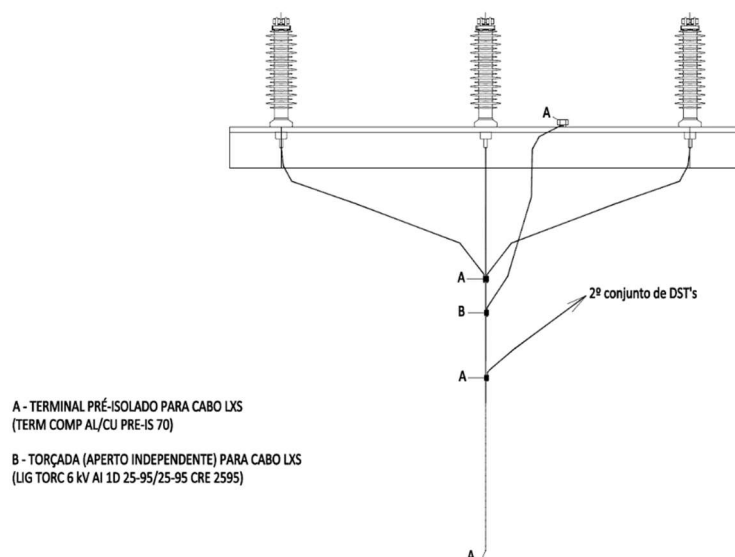 A
A
B
2º conjunto de DST's
A
A - TERMINAL PRÉ-ISOLADO PARA CABO LXS
(TERM COMP AL/CU PRE-IS 70)
B - TORÇADA (APERTO INDEPENDENTE) PARA CABO LXS
(LIG TORC 6 kV AI 1D 25-95/25-95 CRE 2595)
A